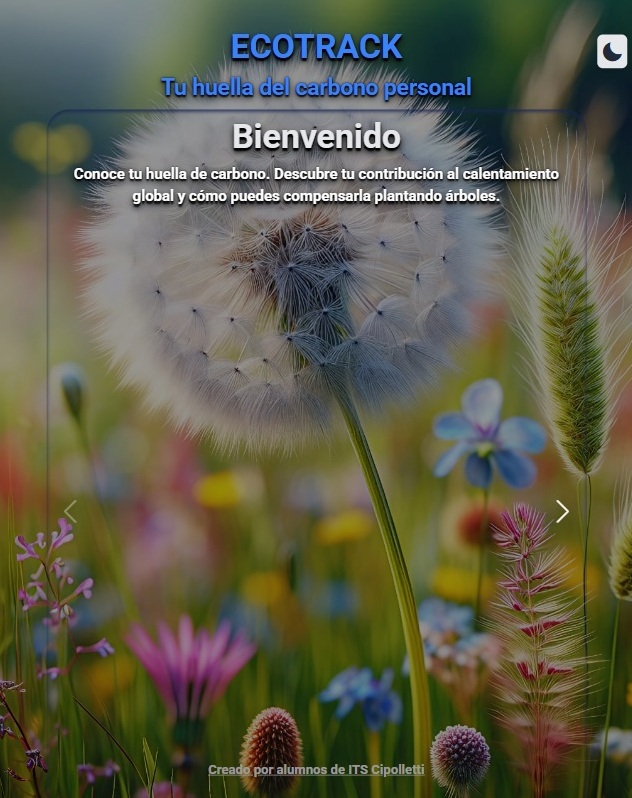 ECOTRACK
Tu huella del carbono personal
Bienvenido
Conoce tu huella de carbono. Descubre tu contribución al calentamiento
global y cómo puedes compensarla plantando árboles.
Creado por alumnos de ITS Cipolletti